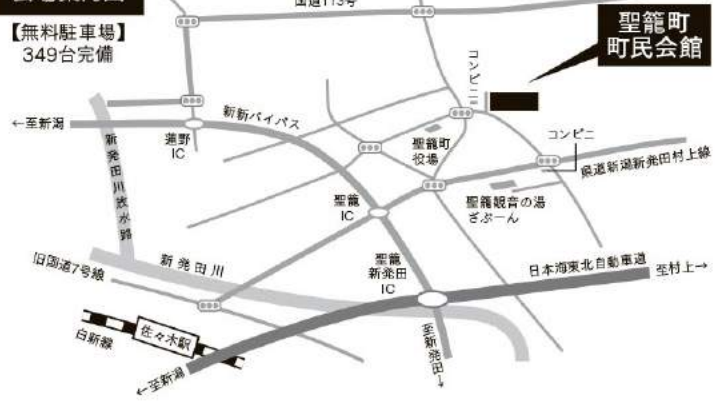 国道113号
【無料駐車場】
349台完備
聖籠町
町民会館
コンビニ
←至新潟
新新バイパス
蓮野
IC
聖籠町
役場
コンビニ
県道新潟新発田村上線
新発田川放水路
聖籠
IC
聖籠観音の湯
ざぶーん
旧国道7号線
新発田川
聖籠
新発田
IC
日本海東北自動車道
至村上→
佐々木駅
白新線
←至新潟
至新発田→